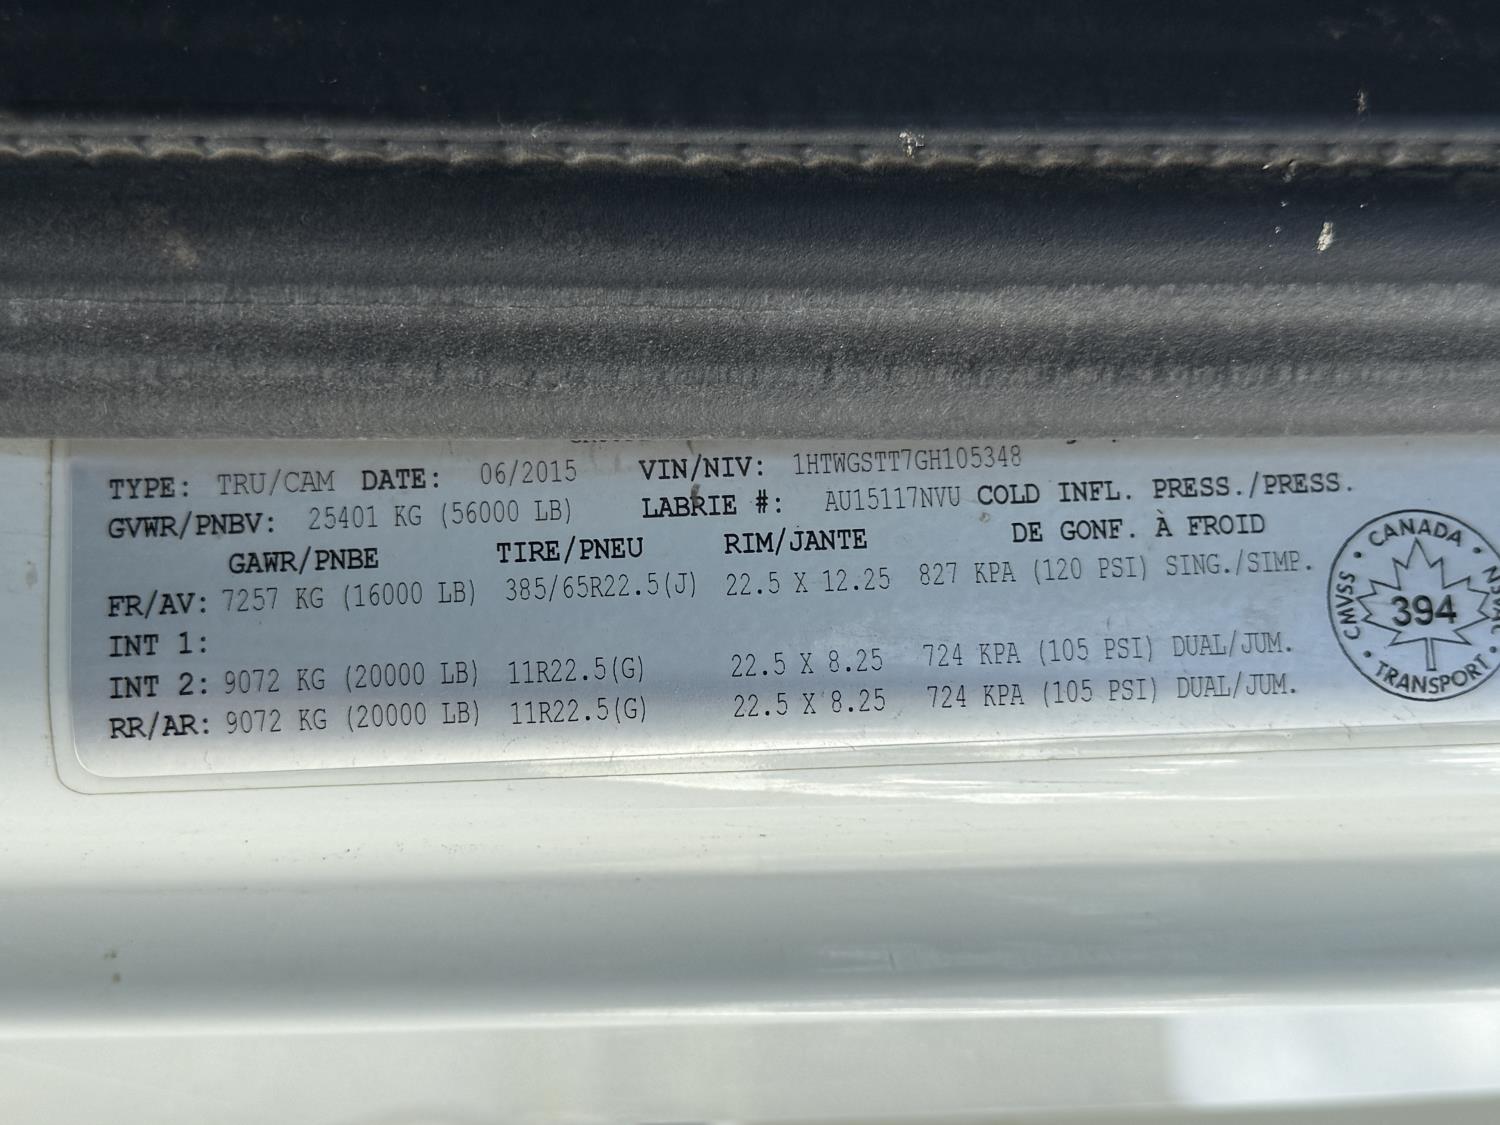 TYPE: TRU/CAM DATE: 06/2015 VIN/NIV: 1HTWGSTT7GH105348
GVWR/PNBV: 25401 KG (56000 LB) LABRIE #: AU15117NVU COLD INFL. PRESS./PRESS.
GAWR/PNBE TIRE/PNEU RIM/JANTE DE GONF. À FROID
FR/AV: 7257 KG (16000 LB) 385/65R22.5(J) 22.5 X 12.25 827 KPA (120 PSI) SING./SIMP.
INT 1:
INT 2: 9072 KG (20000 LB) 11R22.5(G) 22.5 X 8.25 724 KPA (105 PSI) DUAL/JUM.
RR/AR: 9072 KG (20000 LB) 11R22.5(G) 22.5 X 8.25 724 KPA (105 PSI) DUAL/JUM.
CANADA
CMVSS
394
TRANSPORT